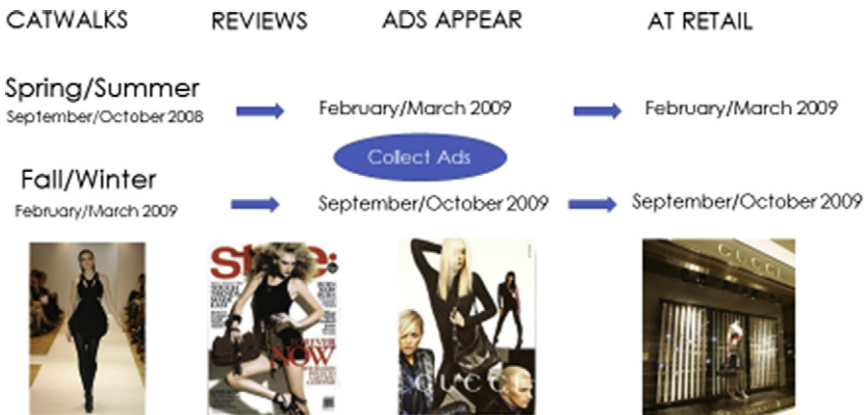 CATWALKS REVIEWS ADS APPEAR AT RETAIL
Spring/Summer
September/October 2008 February/March 2009 February/March 2009
Collect Ads
Fall/Winter
February/March 2009 September/October 2009 September/October 2009
GUCCI
NOW
GUCCI